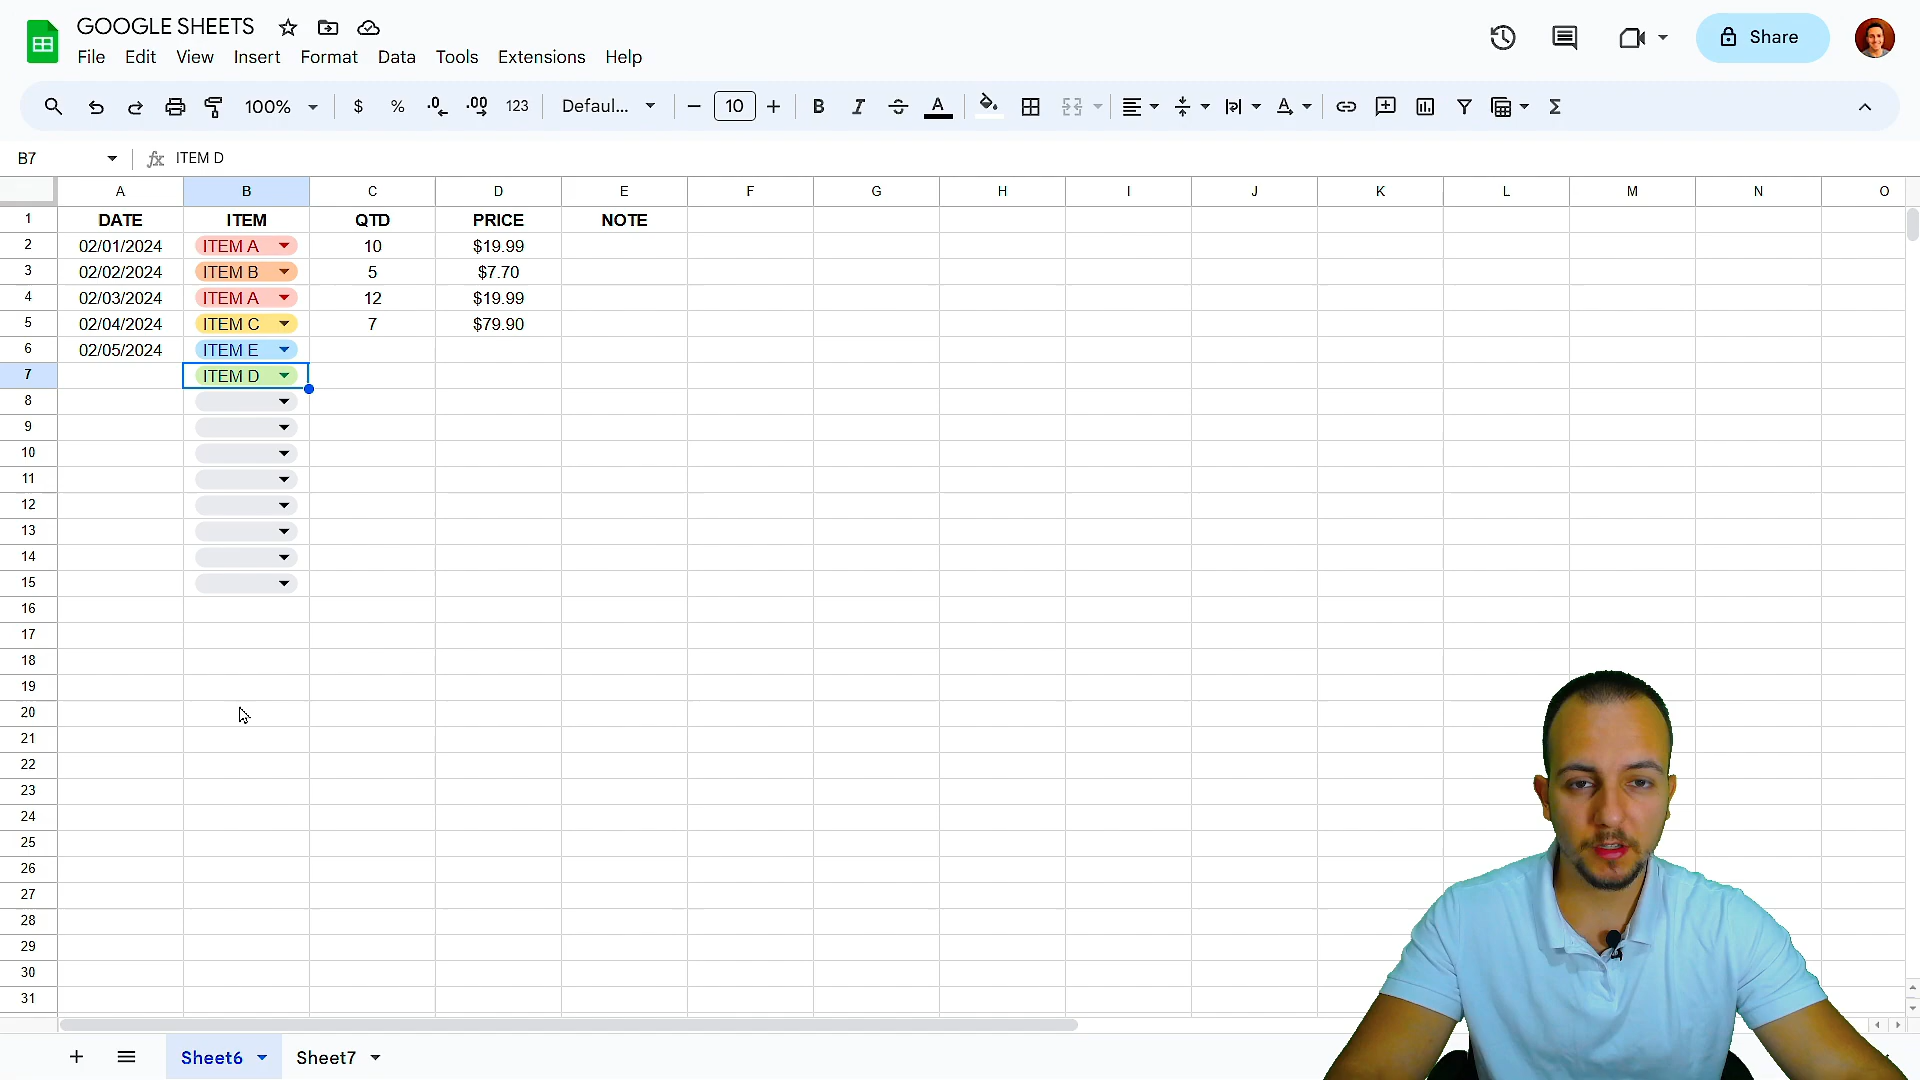 GOOGLE SHEETS
File Edit View Insert Format Data Tools Extensions Help
Share
100% $ % .0 .00 123 Defaul... 10 B I A Σ
B7 fx ITEM D
A B C D E F G H I J K L M N O
1 DATE ITEM QTD PRICE NOTE
2 02/01/2024 ITEM A 10 $19.99
3 02/02/2024 ITEM B 5 $7.70
4 02/03/2024 ITEM A 12 $19.99
5 02/04/2024 ITEM C 7 $79.90
6 02/05/2024 ITEM E
7 ITEM D
8
9
10
11
12
13
14
15
16
17
18
19
20
21
22
23
24
25
26
27
28
29
30
31
Sheet6 Sheet7